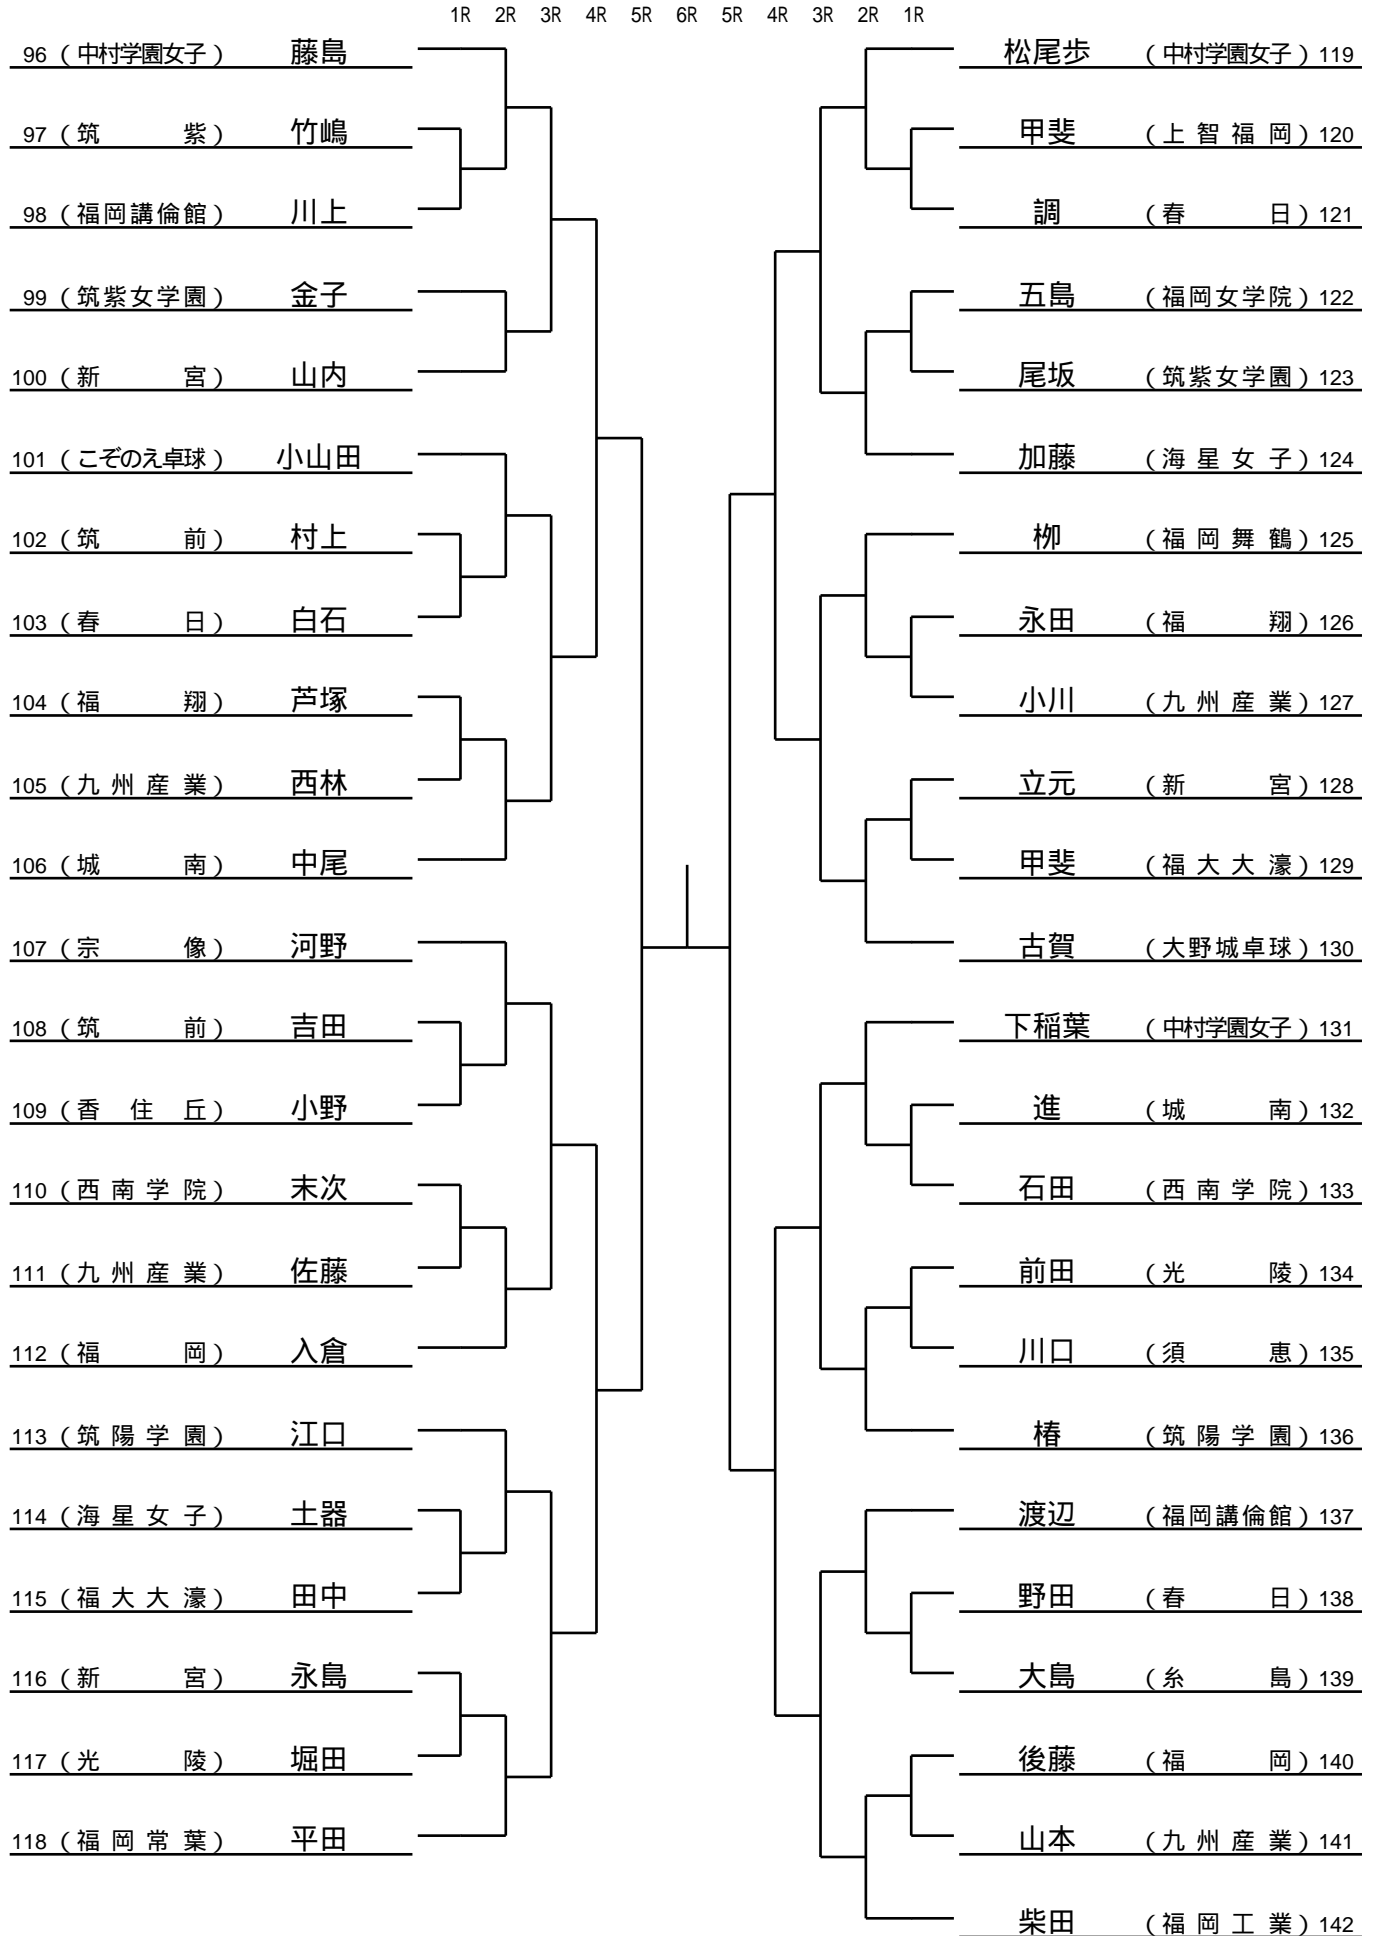 1R 2R 3R 4R 5R 6R 5R 4R 3R 2R 1R
96 （中村学園女子） 藤島
97 （筑紫） 竹嶋
98 （福岡講倫館） 川上
99 （筑紫女学園） 金子
100 （新宮） 山内
101 （こぞのえ卓球） 小山田
102 （筑前） 村上
103 （春日） 白石
104 （福翔） 芦塚
105 （九州産業） 西林
106 （城南） 中尾
107 （宗像） 河野
108 （筑前） 吉田
109 （香住丘） 小野
110 （西南学院） 末次
111 （九州産業） 佐藤
112 （福岡） 入倉
113 （筑陽学園） 江口
114 （海星女子） 土器
115 （福大大濠） 田中
116 （新宮） 永島
117 （光陵） 堀田
118 （福岡常葉） 平田
松尾歩 （中村学園女子） 119
甲斐 （上智福岡） 120
調 （春日） 121
五島 （福岡女学院） 122
尾坂 （筑紫女学園） 123
加藤 （海星女子） 124
栁 （福岡舞鶴） 125
永田 （福翔） 126
小川 （九州産業） 127
立元 （新宮） 128
甲斐 （福大大濠） 129
古賀 （大野城卓球） 130
下稲葉 （中村学園女子） 131
進 （城南） 132
石田 （西南学院） 133
前田 （光陵） 134
川口 （須恵） 135
椿 （筑陽学園） 136
渡辺 （福岡講倫館） 137
野田 （春日） 138
大島 （糸島） 139
後藤 （福岡） 140
山本 （九州産業） 141
柴田 （福岡工業） 142